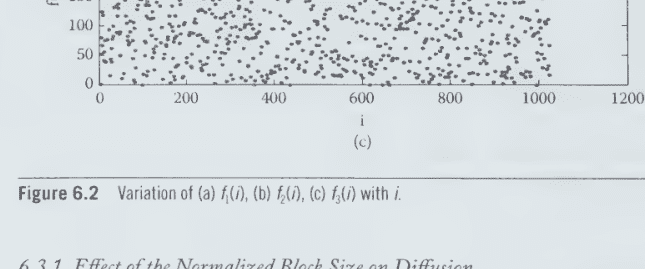 100
50
0
0 200 400 600 800 1000 1200
i
(c)
Figure 6.2 Variation of (a) f₁(i), (b) f₂(i), (c) f₃(i) with i.
6.3.1 Effect of the Normalized Block Size on Diffusion